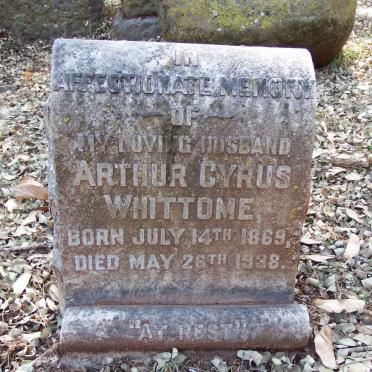 IN
AFFECTIONATE MEMORY
OF
MY LOVING HUSBAND
ARTHUR CYRUS
WHITTOME,
BORN JULY 14TH 1869,
DIED MAY 26TH 1938.
"AT REST"